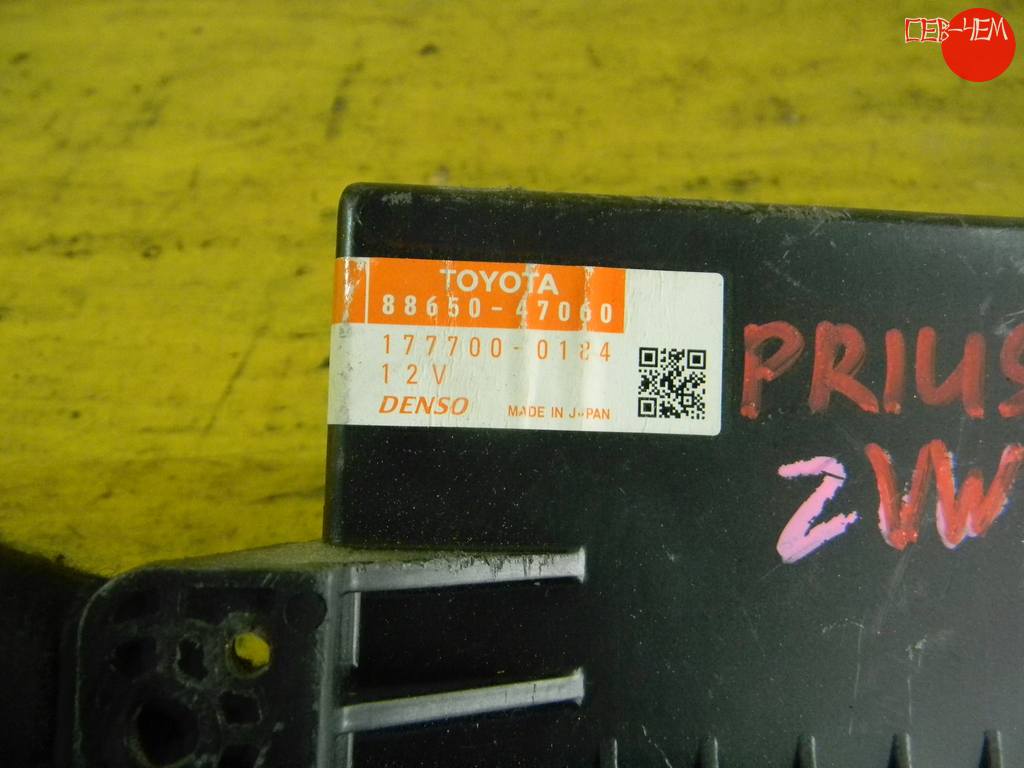 СЕВ-ЧЕМ
TOYOTA
88650-47060
177700-0184
12V
DENSO
MADE IN JAPAN
PRIUS
ZVW